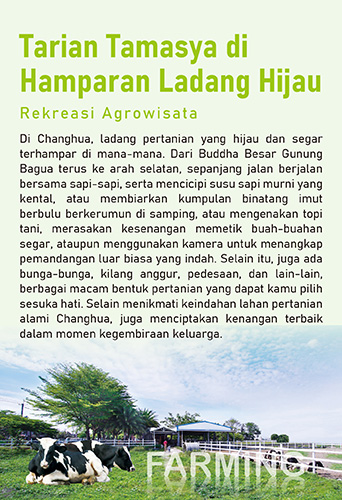 Tarian Tamasya di
Hamparan Ladang Hijau
Rekreasi Agrowisata
Di Changhua, ladang pertanian yang hijau dan segar
terhampar di mana-mana. Dari Buddha Besar Gunung
Bagua terus ke arah selatan, sepanjang jalan berjalan
bersama sapi-sapi, serta mencicipi susu sapi murni yang
kental, atau membiarkan kumpulan binatang imut
berbulu berkerumun di samping, atau mengenakan topi
tani, merasakan kesenangan memetik buah-buahan
segar, ataupun menggunakan kamera untuk menangkap
pemandangan luar biasa yang indah. Selain itu, juga ada
bunga-bunga, kilang anggur, pedesaan, dan lain-lain,
berbagai macam bentuk pertanian yang dapat kamu pilih
sesuka hati. Selain menikmati keindahan lahan pertanian
alami Changhua, juga menciptakan kenangan terbaik
dalam momen kegembiraan keluarga.
FARMING